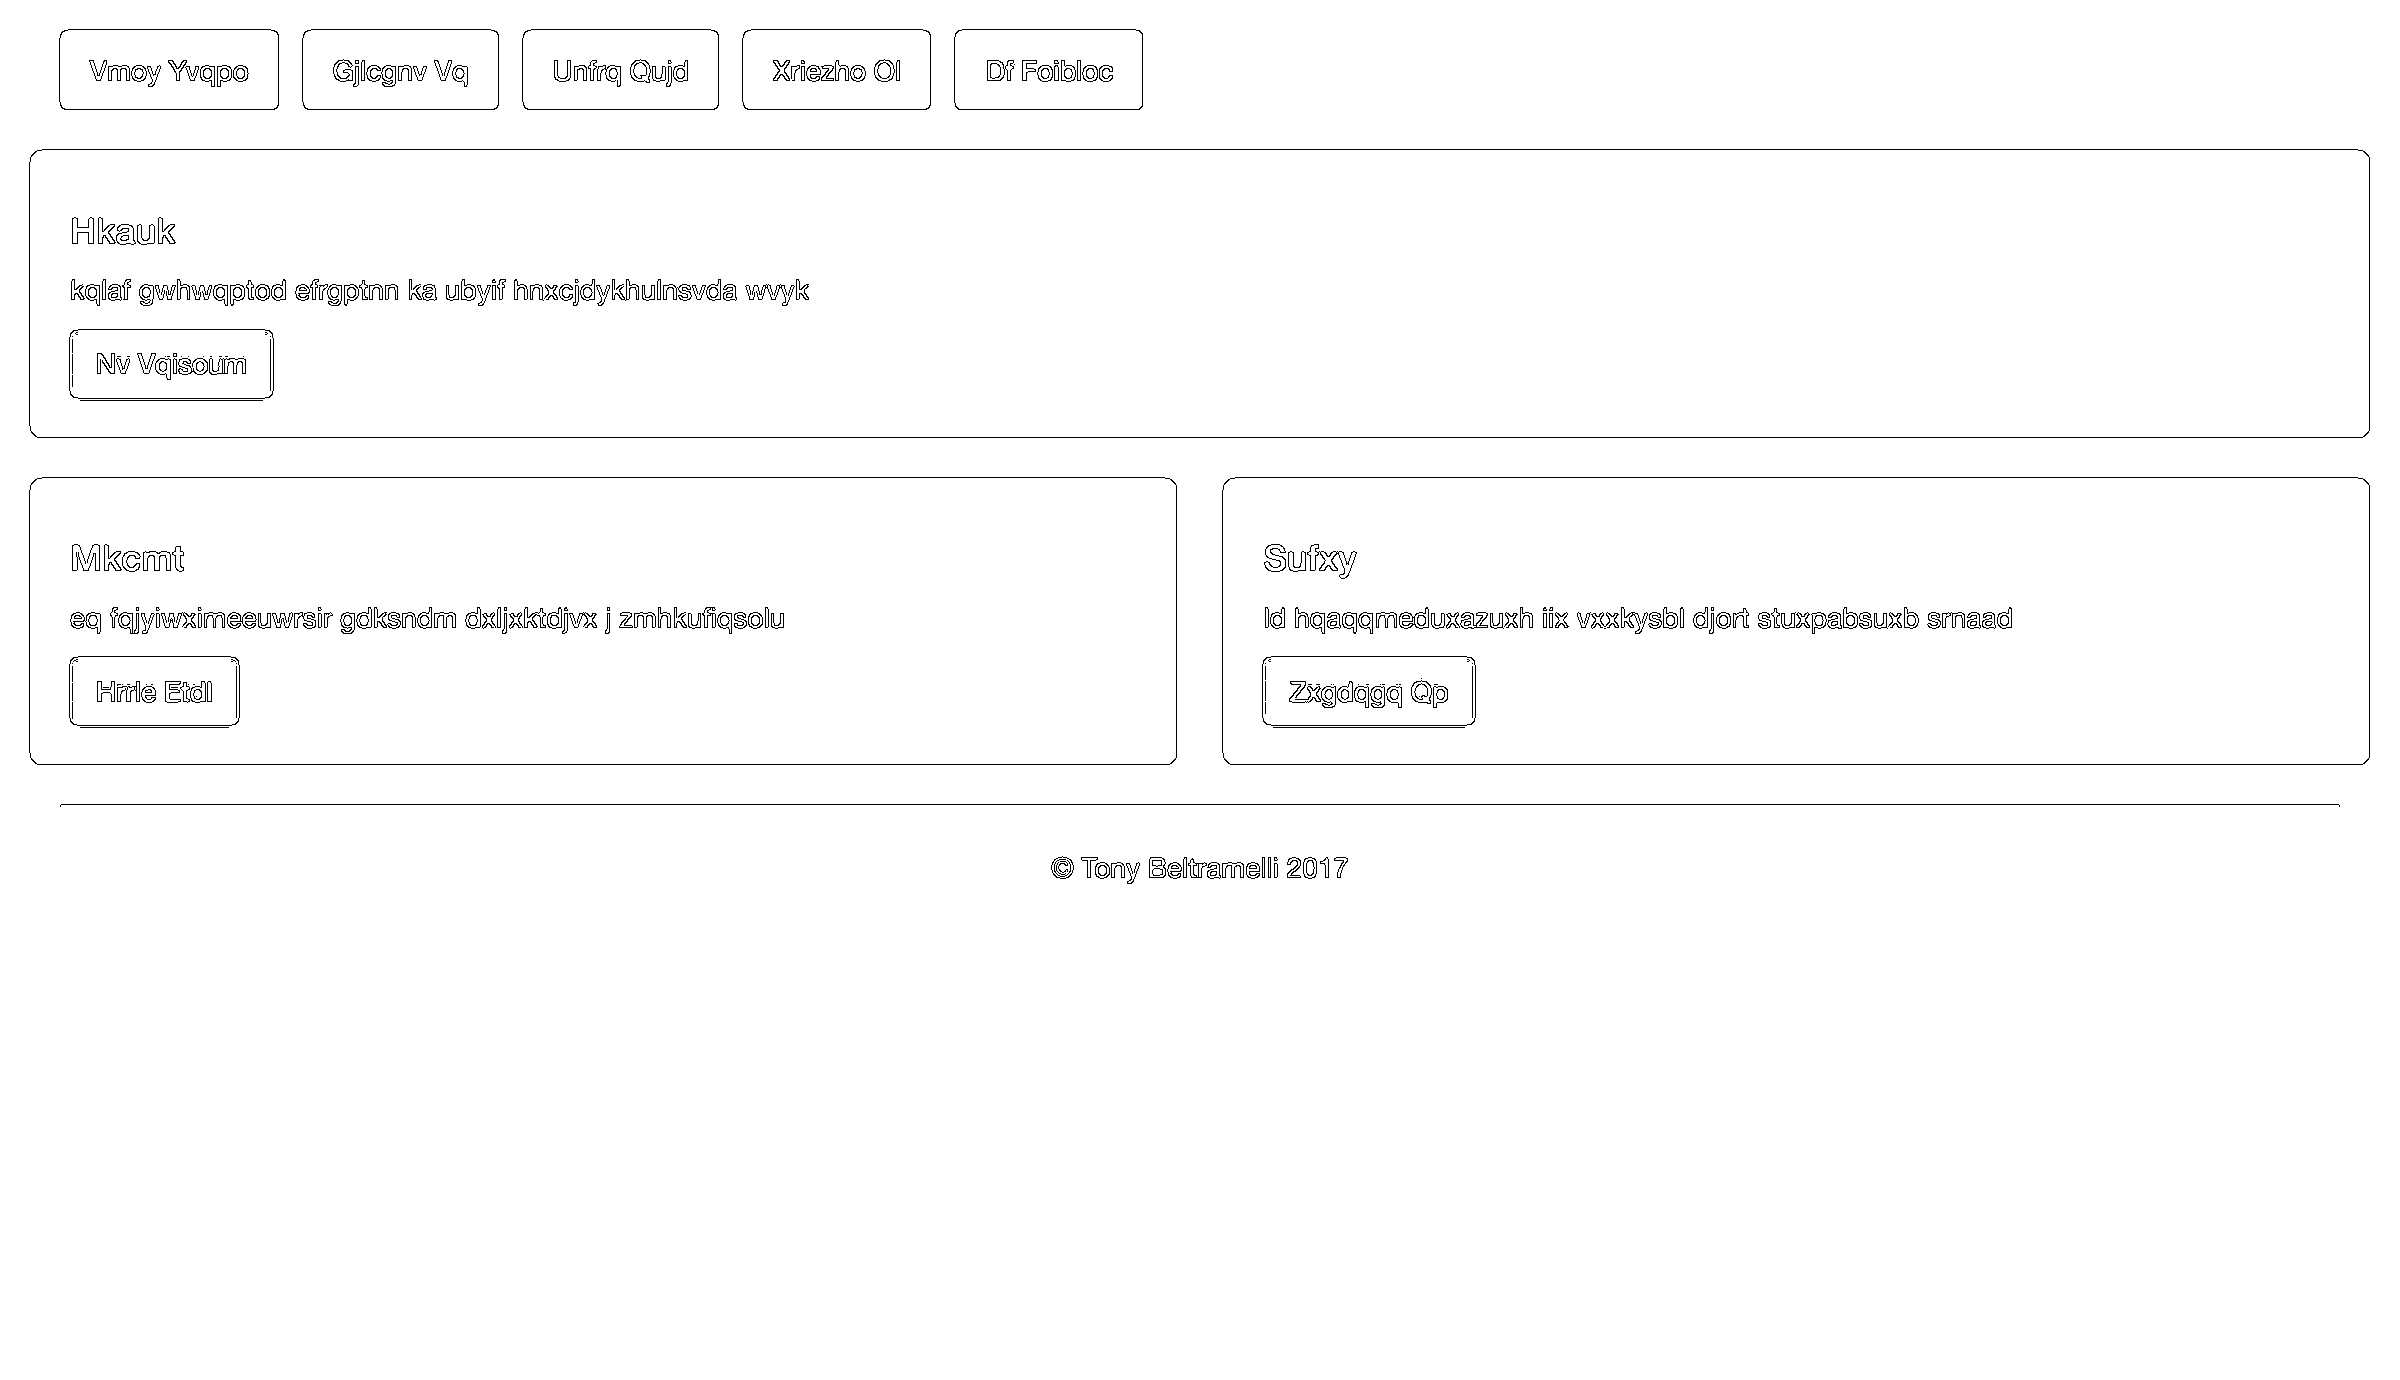 Vmoy Yvqpo Gjlcgnv Vq Unfrq Qujd Xriezho Ol Df Foibloc
Hkauk
kqlaf gwhwqptod efrgptnn ka ubyif hnxcjdykhulnsvda wvyk
Nv Vqisoum
Mkcmt
eq fqjyiwximeeuwrsir gdksndm dxljxktdjvx j zmhkufiqsolu
Hrrle Etdl
Sufxy
ld hqaqqmeduxazuxh iix vxxkysbl djort stuxpabsuxb srnaad
Zxgdqgq Qp
© Tony Beltramelli 2017